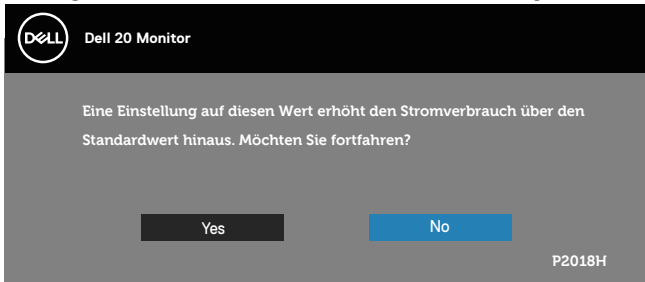 DELL
Dell 20 Monitor
Eine Einstellung auf diesen Wert erhöht den Stromverbrauch über den
Standardwert hinaus. Möchten Sie fortfahren?
Yes
No
P2018H